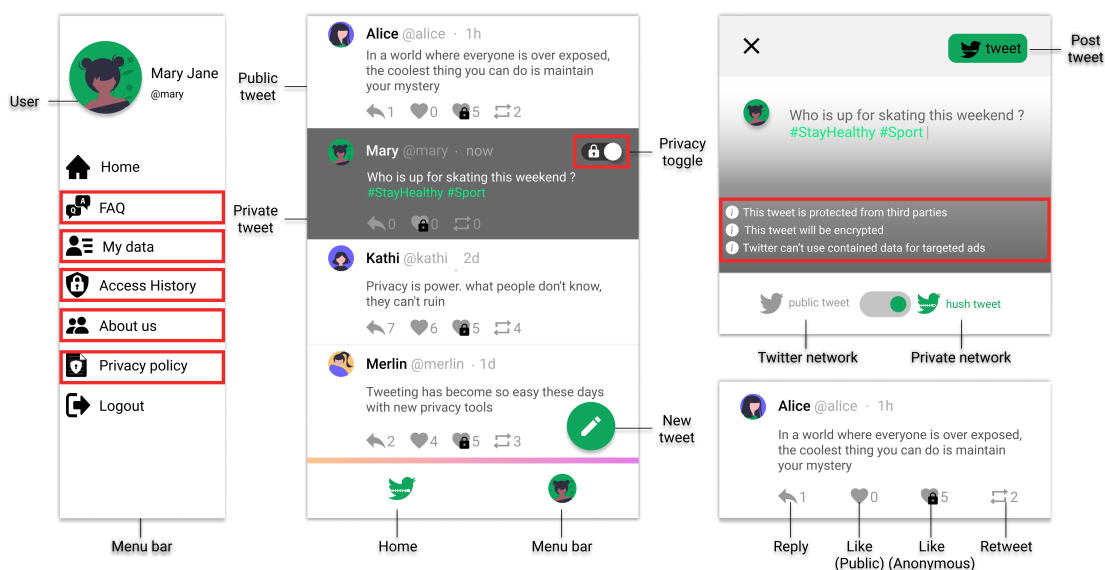 User
Mary Jane
@mary
Home
FAQ
My data
Access History
About us
Privacy policy
Logout
Menu bar
Public
tweet
Private
tweet
Alice @alice · 1h
In a world where everyone is over exposed,
the coolest thing you can do is maintain
your mystery
1 0 5 2
Mary @mary · now
Who is up for skating this weekend ?
#StayHealthy #Sport
0 0 0
Kathi @kathi · 2d
Privacy is power. what people don't know,
they can't ruin
7 6 5 4
Merlin @merlin · 1d
Tweeting has become so easy these days
with new privacy tools
2 4 5 3
Privacy
toggle
New
tweet
Home
Menu bar
tweet
Post
tweet
Who is up for skating this weekend ?
#StayHealthy #Sport
This tweet is protected from third parties
This tweet will be encrypted
Twitter can't use contained data for targeted ads
public tweet
hush tweet
Twitter network
Private network
Alice @alice · 1h
In a world where everyone is over exposed,
the coolest thing you can do is maintain
your mystery
1 0 5 2
Reply
Like
(Public)
Like
(Anonymous)
Retweet